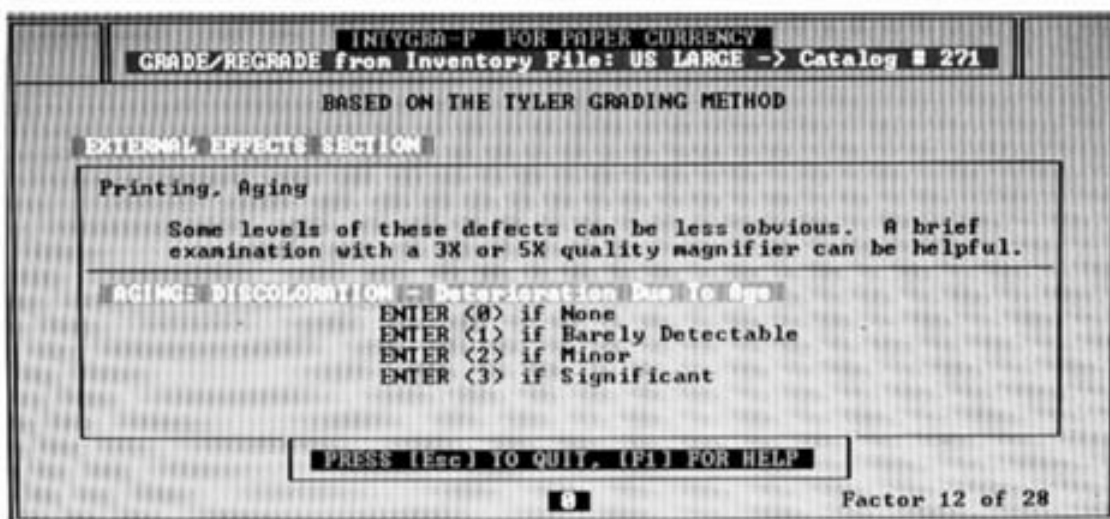 INTYGRA-P FOR PAPER CURRENCY
GRADE/REGRADE from Inventory File: US LARGE -> Catalog # 271
BASED ON THE TYLER GRADING METHOD
EXTERNAL EFFECTS SECTION
Printing, Aging
Some levels of these defects can be less obvious. A brief
examination with a 3X or 5X quality magnifier can be helpful.
AGING: DISCOLORATION - Deterioration Due To Age
ENTER <0> if None
ENTER <1> if Barely Detectable
ENTER <2> if Minor
ENTER <3> if Significant
PRESS [Esc] TO QUIT, [F1] FOR HELP
0
Factor 12 of 28